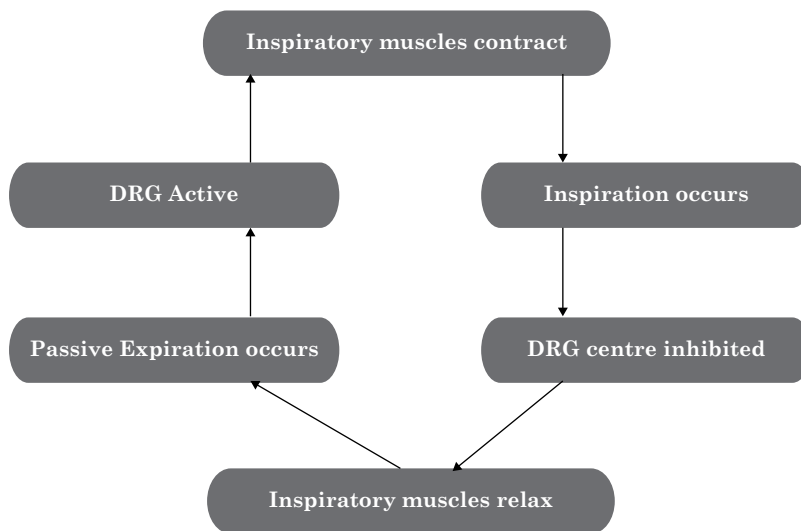 Inspiratory muscles contract
DRG Active
Inspiration occurs
Passive Expiration occurs
DRG centre inhibited
Inspiratory muscles relax